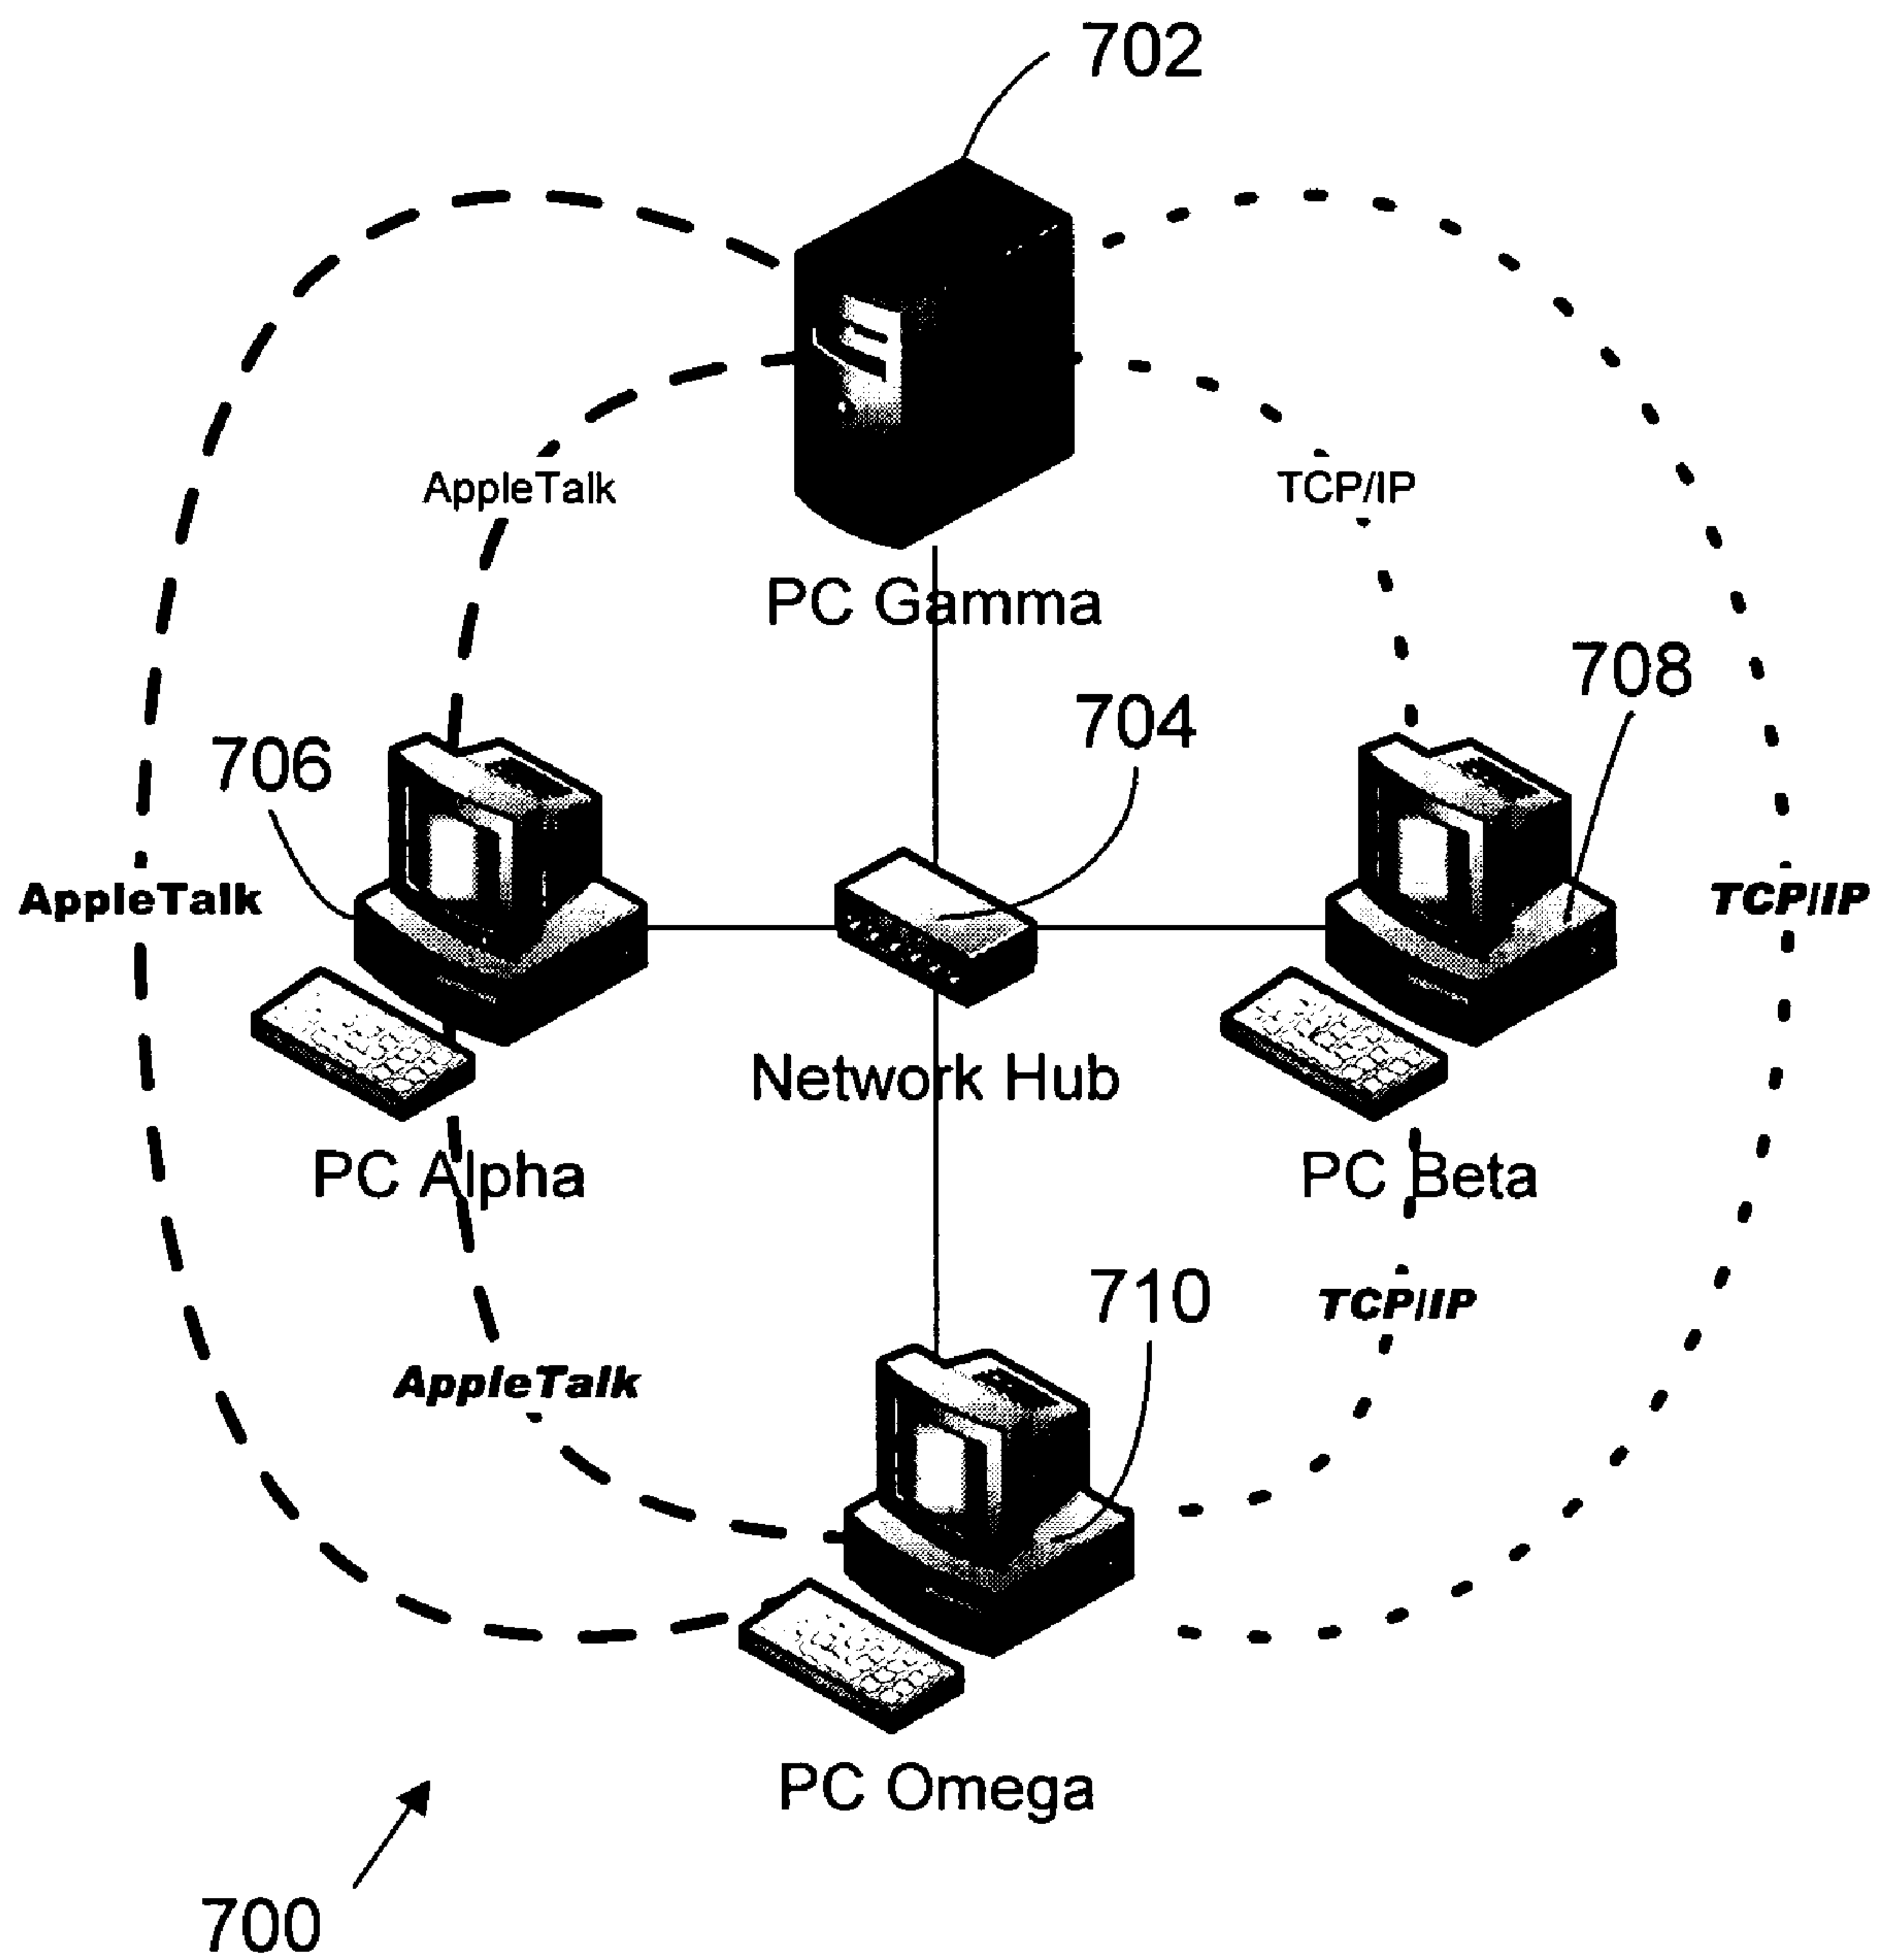 702
AppleTalk
TCP/IP
PC Gamma
708
704
706
AppleTalk
TCP/IP
Network Hub
PC Alpha
PC Beta
710
TCP/IP
AppleTalk
PC Omega
700